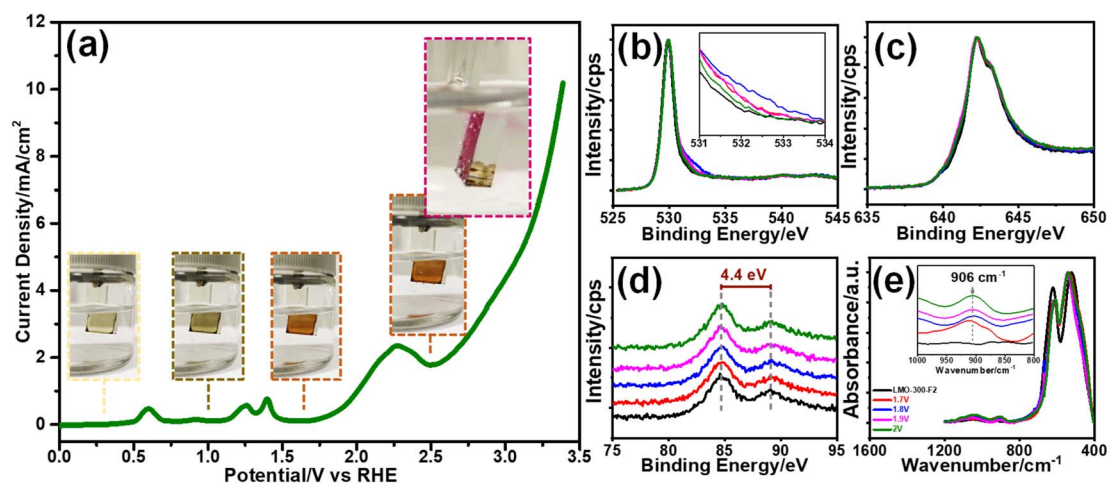 (a)
12
10
8
6
4
2
0
Current Density/mA/cm²
0.0 0.5 1.0 1.5 2.0 2.5 3.0 3.5
Potential/V vs RHE
(b)
Intensity/cps
531 532 533 534
525 530 535 540 545
Binding Energy/eV
(c)
Intensity/cps
635 640 645 650
Binding Energy/eV
(d)
4.4 eV
Intensity/cps
75 80 85 90 95
Binding Energy/eV
(e)
Absorbance/a.u.
906 cm⁻¹
1000 950 900 850 800
Wavenumber/cm⁻¹
LMO-300-F2
1.7V
1.8V
1.9V
2V
1600 1200 800 400
Wavenumber/cm⁻¹